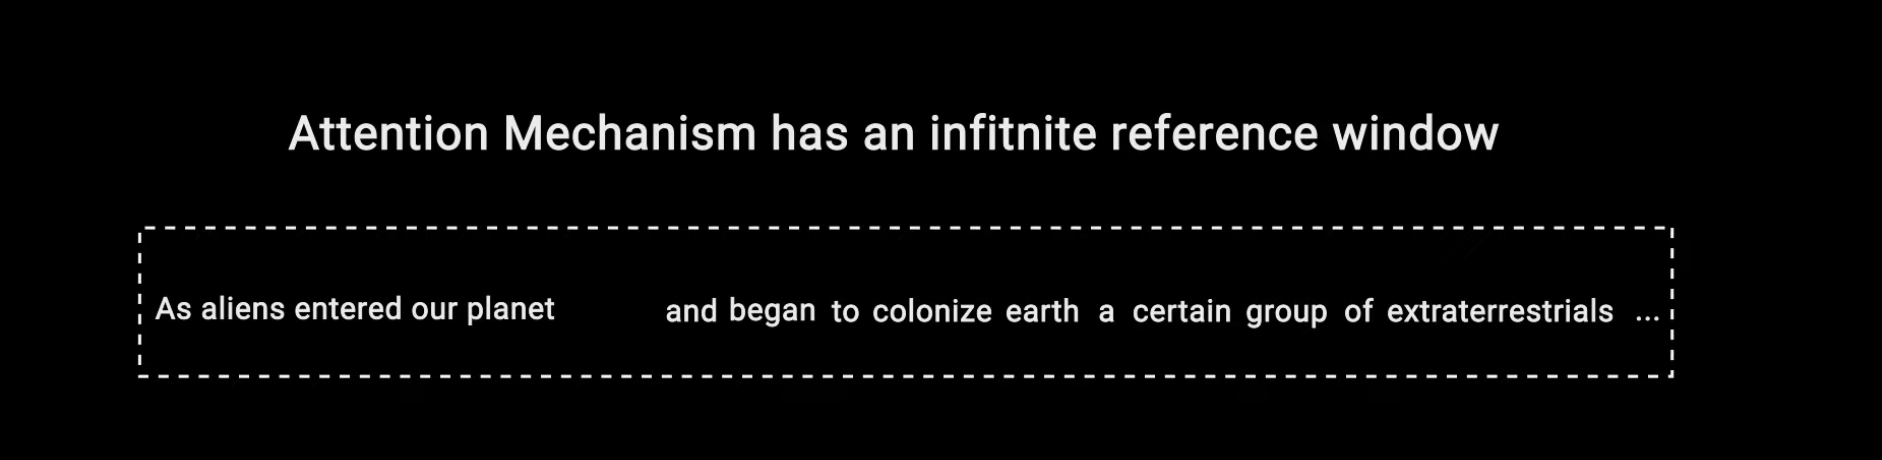 Attention Mechanism has an infitnite reference window
As aliens entered our planet and began to colonize earth a certain group of extraterrestrials ...